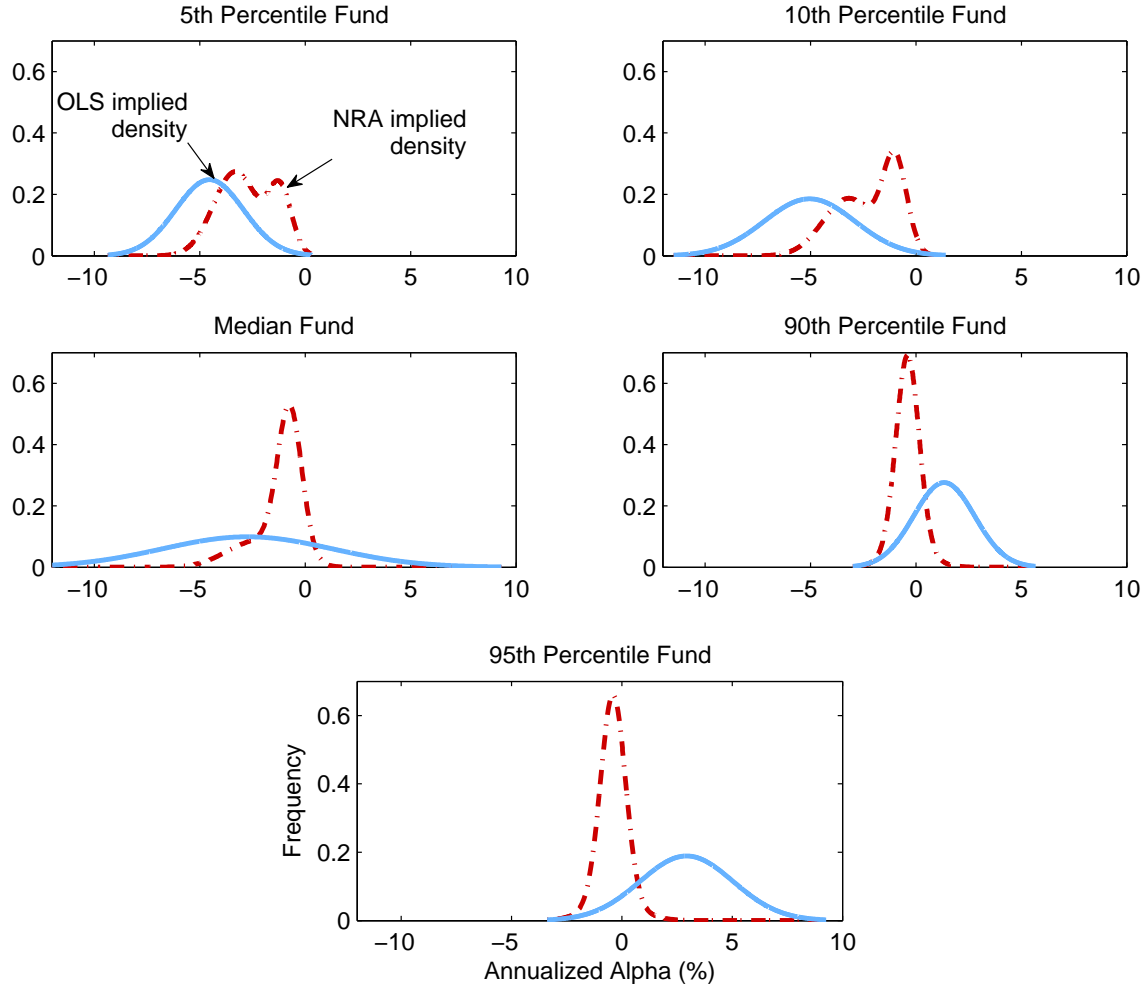 5th Percentile Fund
0.6
0.4
0.2
0
OLS implied
density
NRA implied
density
−10 −5 0 5 10
10th Percentile Fund
0.6
0.4
0.2
0
−10 −5 0 5 10
Median Fund
0.6
0.4
0.2
0
−10 −5 0 5 10
90th Percentile Fund
0.6
0.4
0.2
0
−10 −5 0 5 10
95th Percentile Fund
Frequency
0.6
0.4
0.2
0
−10 −5 0 5 10
Annualized Alpha (%)